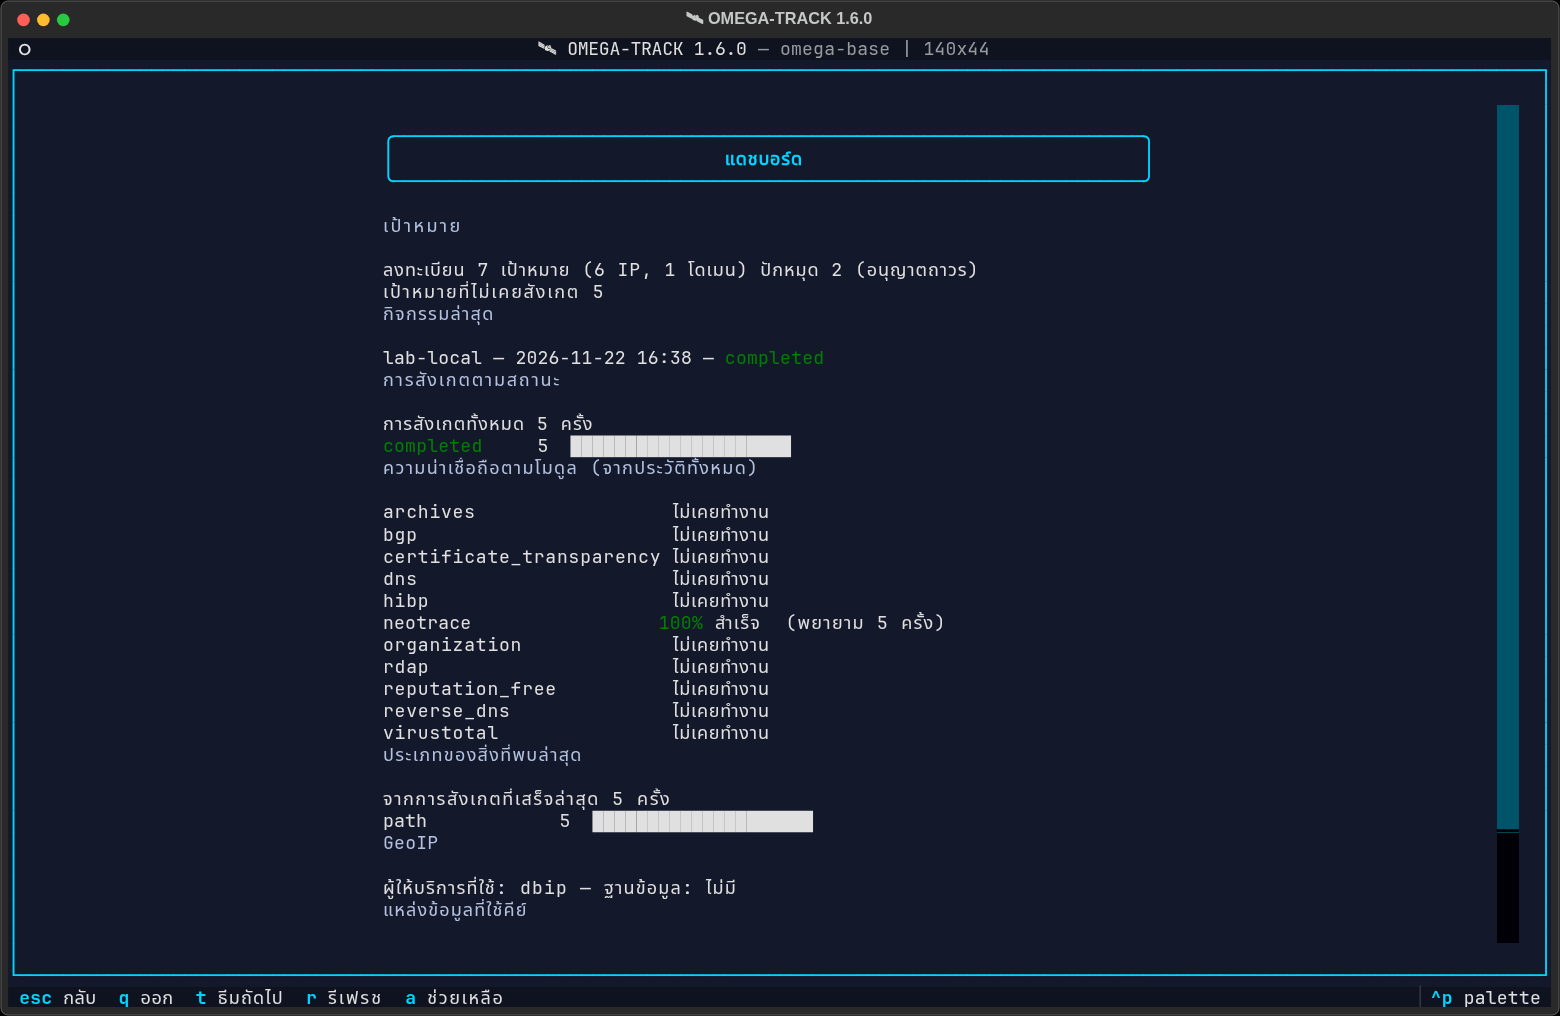 OMEGA-TRACK 1.6.0
OMEGA-TRACK 1.6.0 — omega-base | 140x44
แดชบอร์ด
เป้าหมาย
ลงทะเบียน 7 เป้าหมาย (6 IP, 1 โดเมน) ปักหมุด 2 (อนุญาตถาวร)
เป้าหมายที่ไม่เคยสังเกต 5
กิจกรรมล่าสุด
lab-local — 2026-11-22 16:38 — completed
การสังเกตตามสถานะ
การสังเกตทั้งหมด 5 ครั้ง
completed 5
ความน่าเชื่อถือตามโมดูล (จากประวัติทั้งหมด)
archives ไม่เคยทำงาน
bgp ไม่เคยทำงาน
certificate_transparency ไม่เคยทำงาน
dns ไม่เคยทำงาน
hibp ไม่เคยทำงาน
neotrace 100% สำเร็จ (พยายาม 5 ครั้ง)
organization ไม่เคยทำงาน
rdap ไม่เคยทำงาน
reputation_free ไม่เคยทำงาน
reverse_dns ไม่เคยทำงาน
virustotal ไม่เคยทำงาน
ประเภทของสิ่งที่พบล่าสุด
จากการสังเกตที่เสร็จล่าสุด 5 ครั้ง
path 5
GeoIP
ผู้ให้บริการที่ใช้: dbip — ฐานข้อมูล: ไม่มี
แหล่งข้อมูลที่ใช้คีย์
esc กลับ q ออก t ธีมถัดไป r รีเฟรช a ช่วยเหลือ ^p palette